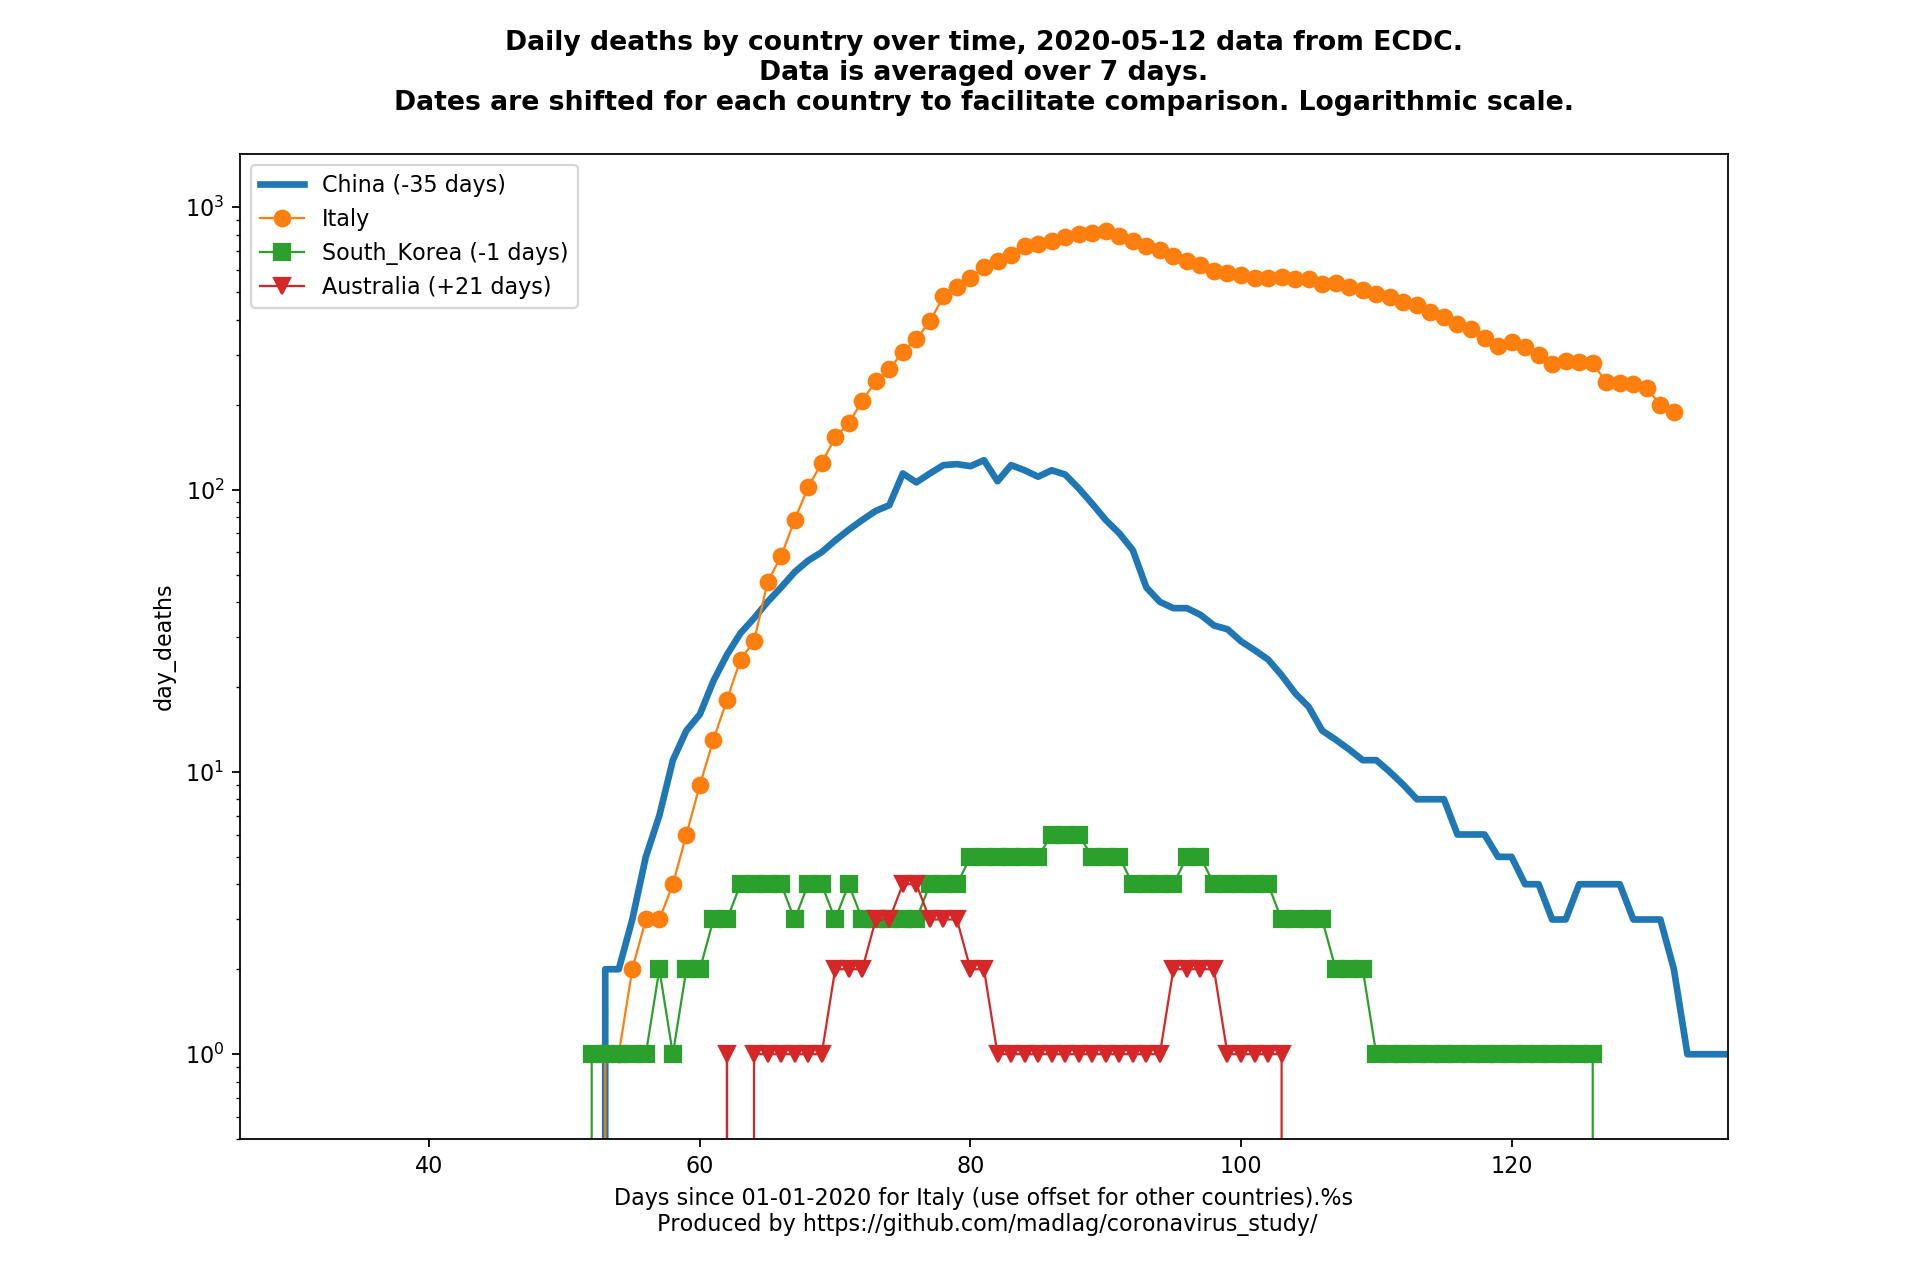 Daily deaths by country over time, 2020-05-12 data from ECDC.
Data is averaged over 7 days.
Dates are shifted for each country to facilitate comparison. Logarithmic scale.
China (-35 days)
Italy
South_Korea (-1 days)
Australia (+21 days)
10³
10²
10¹
10⁰
day_deaths
40 60 80 100 120
Days since 01-01-2020 for Italy (use offset for other countries).%s
Produced by https://github.com/madlag/coronavirus_study/